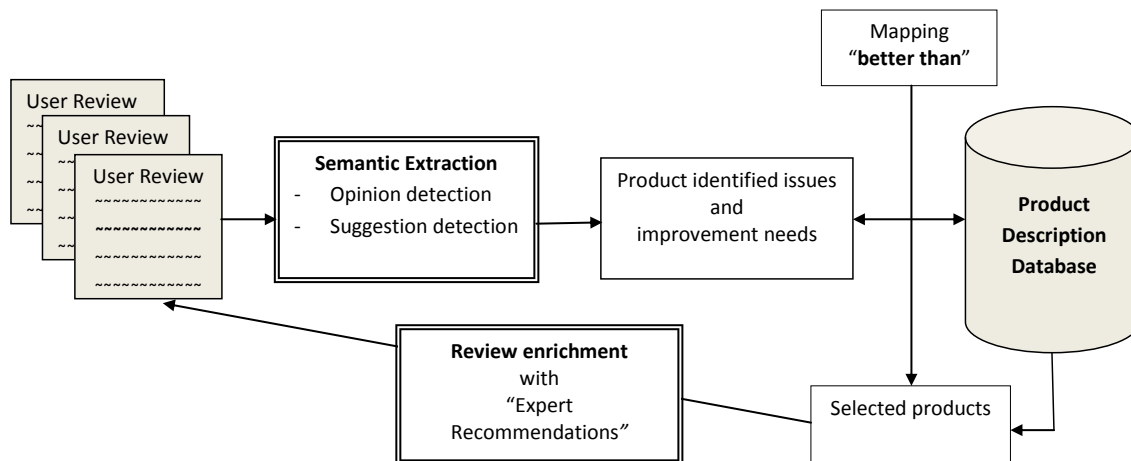 User Review
User Review
User Review
~~~~~~~~~~~~
~~~~~~~~~~~~
~~~~~~~~~~~~
~~~~~~~~~~~~
Semantic Extraction
- Opinion detection
- Suggestion detection
Product identified issues
and
improvement needs
Mapping
“better than”
Product
Description
Database
Selected products
Review enrichment
with
“Expert
Recommendations”